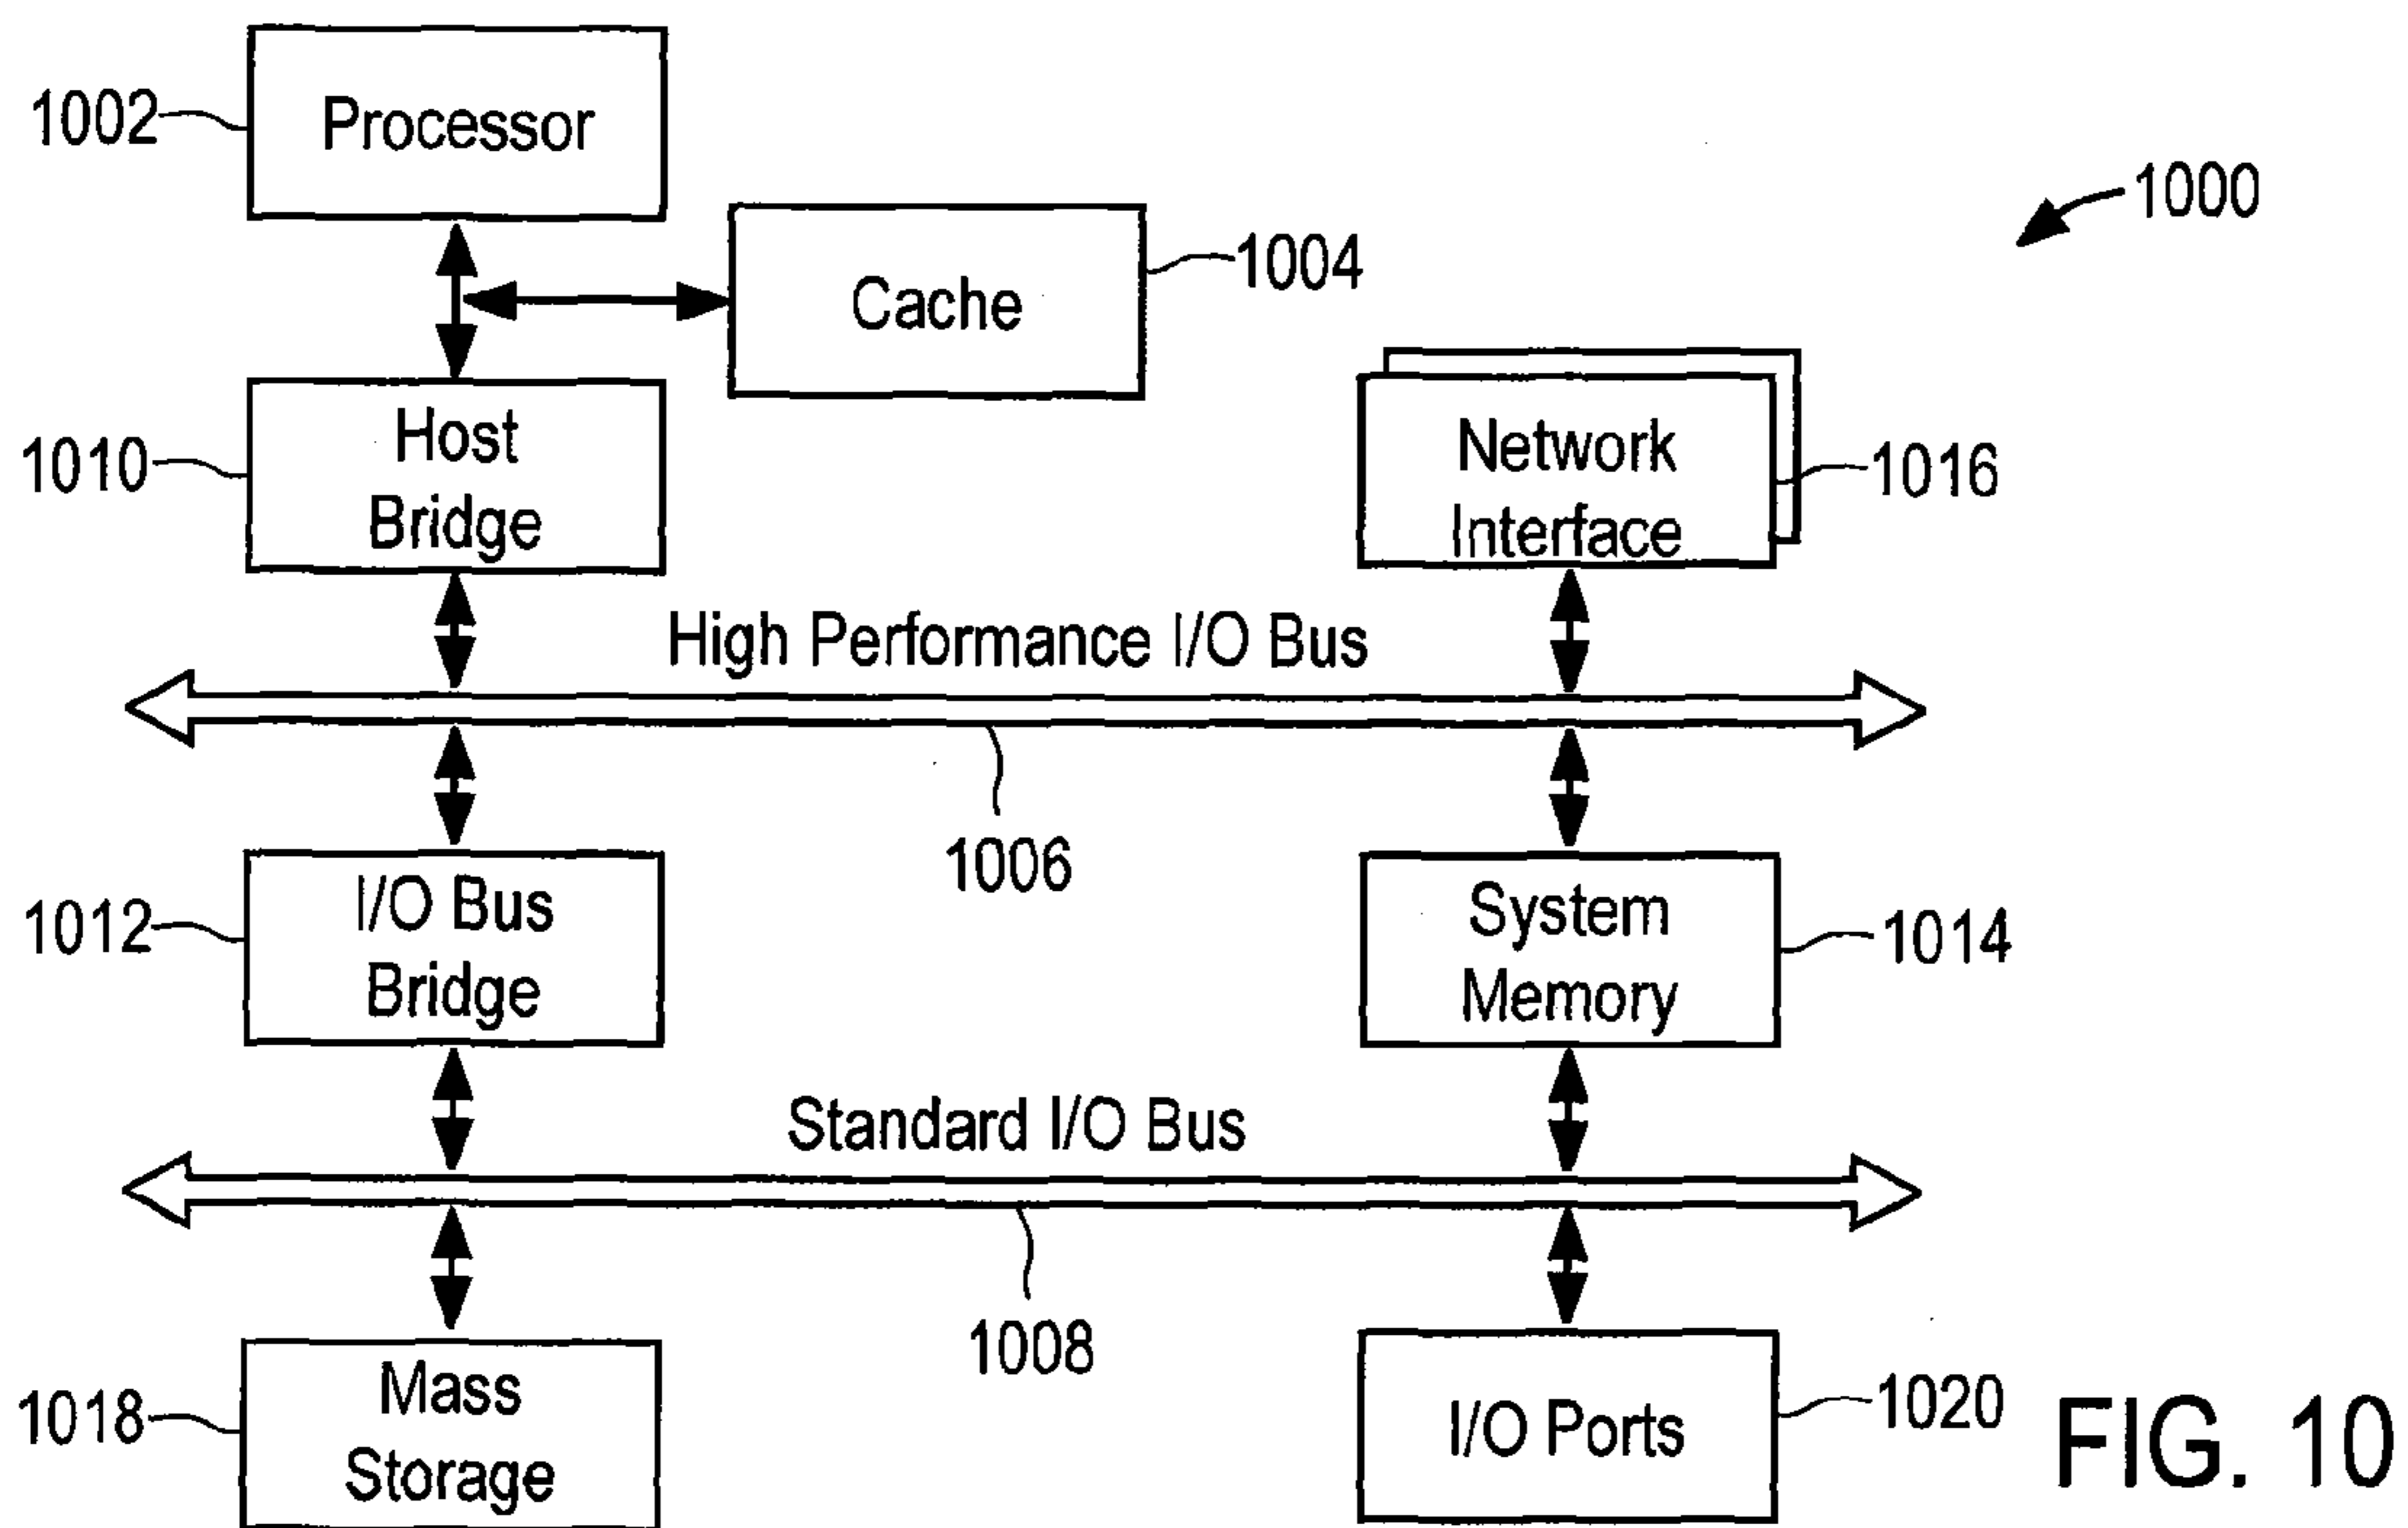 1002
Processor
1000
1004
Cache
1010
Host
Bridge
Network
Interface
1016
High Performance I/O Bus
1006
1012
I/O Bus
Bridge
System
Memory
1014
Standard I/O Bus
1008
1018
Mass
Storage
I/O Ports
1020
FIG. 10